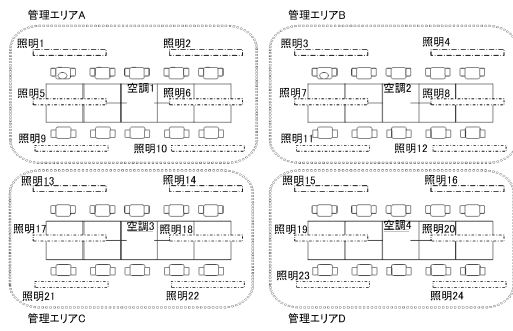 管理エリアA 管理エリアB
照明1 照明2 照明3 照明4
空調1 空調2
照明5 照明6 照明7 照明8
照明9 照明10 照明11 照明12
照明13 照明14 照明15 照明16
空調3 空調4
照明17 照明18 照明19 照明20
照明21 照明22 照明23 照明24
管理エリアC 管理エリアD